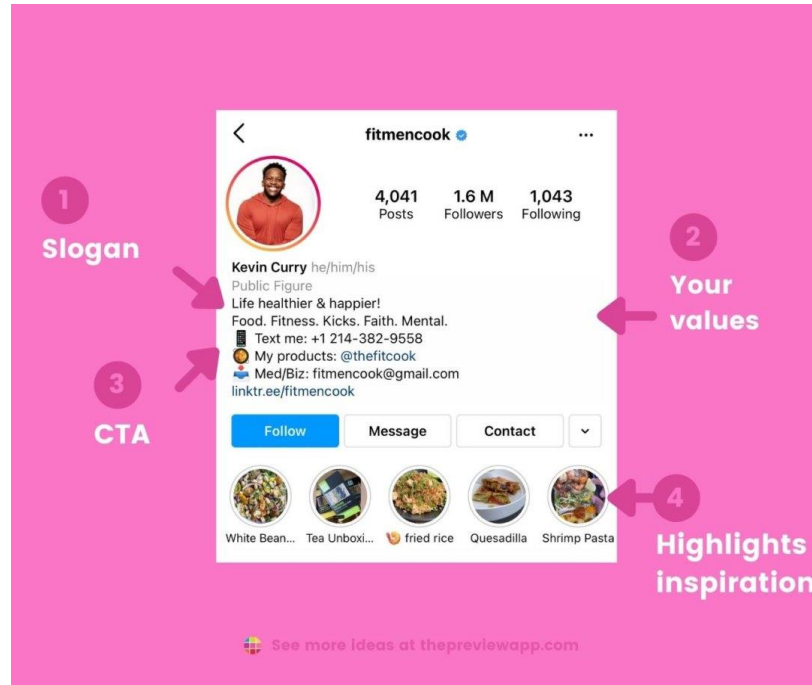 fitmencook
...
4,041 1.6 M 1,043
Posts Followers Following
1
Slogan
Kevin Curry he/him/his
Public Figure
Life healthier & happier!
Food. Fitness. Kicks. Faith. Mental.
📱 Text me: +1 214-382-9558
🥘 My products: @thefitcook
📥 Med/Biz: fitmencook@gmail.com
linktr.ee/fitmencook
2
Your
values
3
CTA
Follow Message Contact
White Bean... Tea Unboxi... 🍤 fried rice Quesadilla Shrimp Pasta
4
Highlights
inspiration
See more ideas at thepreviewapp.com